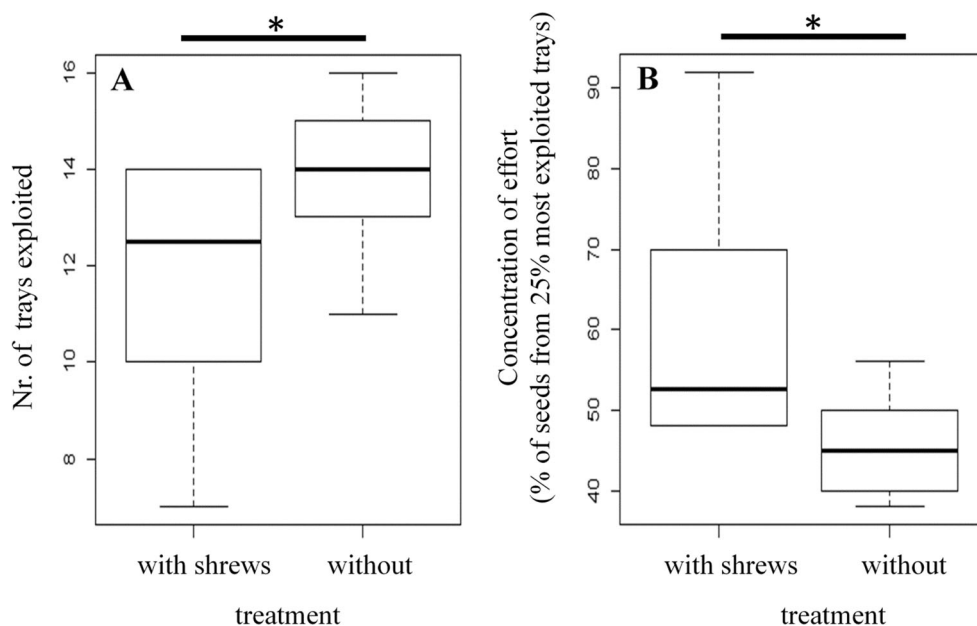 *
A
Nr. of trays exploited
16
14
12
10
8
with shrews
without
treatment
*
B
Concentration of effort
(% of seeds from 25% most exploited trays)
90
80
70
60
50
40
with shrews
without
treatment